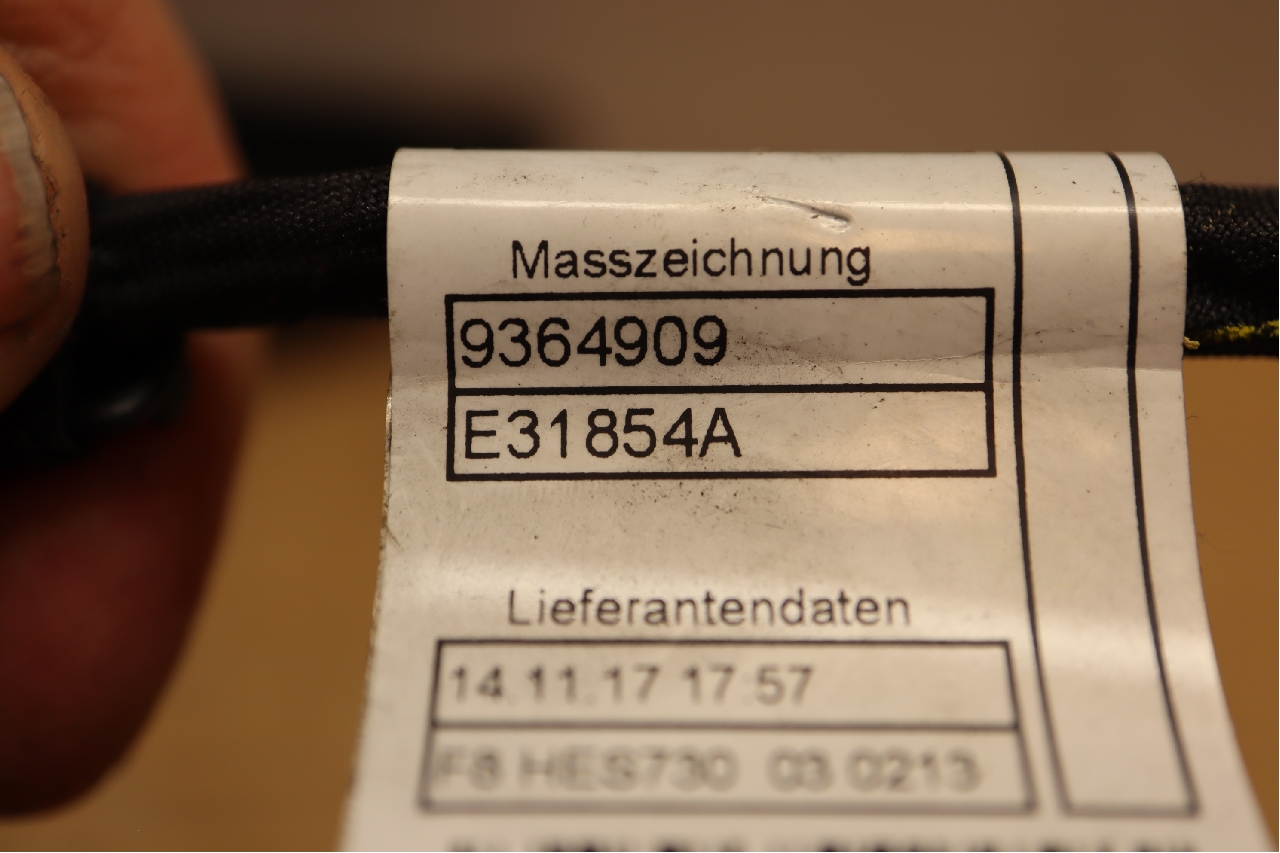 Masszeichnung
9364909
E31854A
Lieferantendaten
14.11.17 17:57
F8 HES730 03 0213